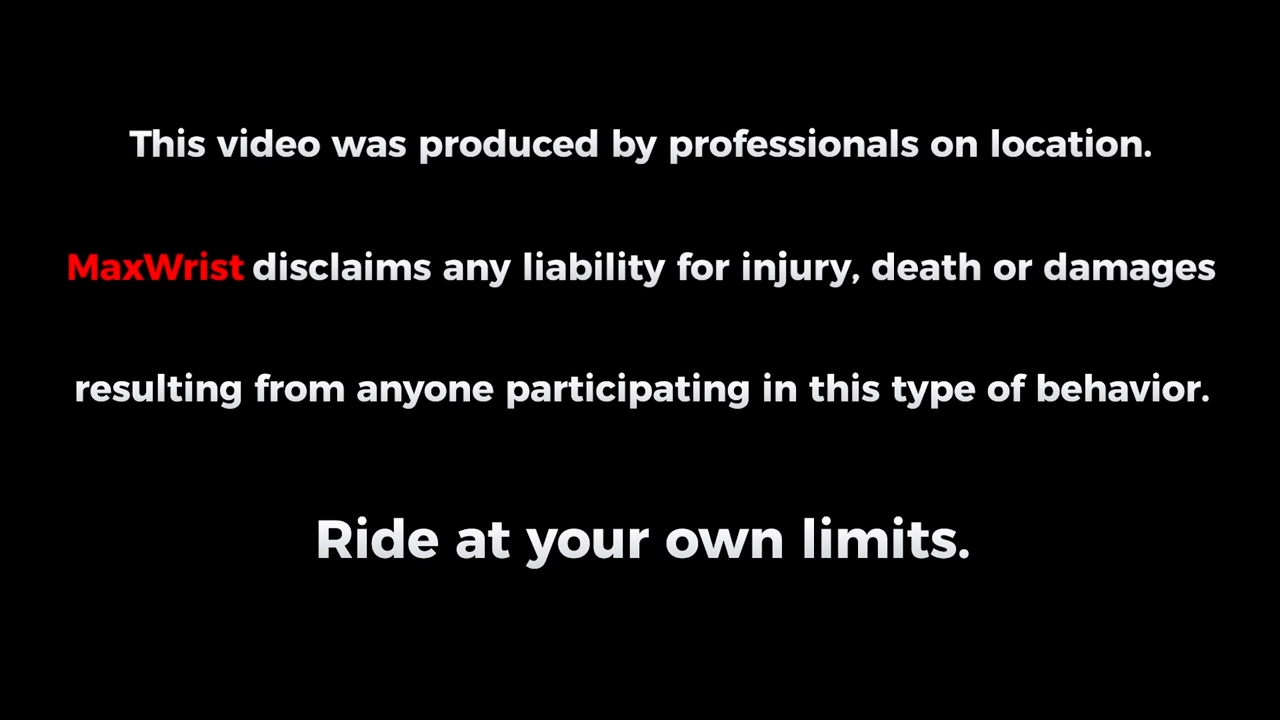 This video was produced by professionals on location.
MaxWrist disclaims any liability for injury, death or damages
resulting from anyone participating in this type of behavior.
Ride at your own limits.